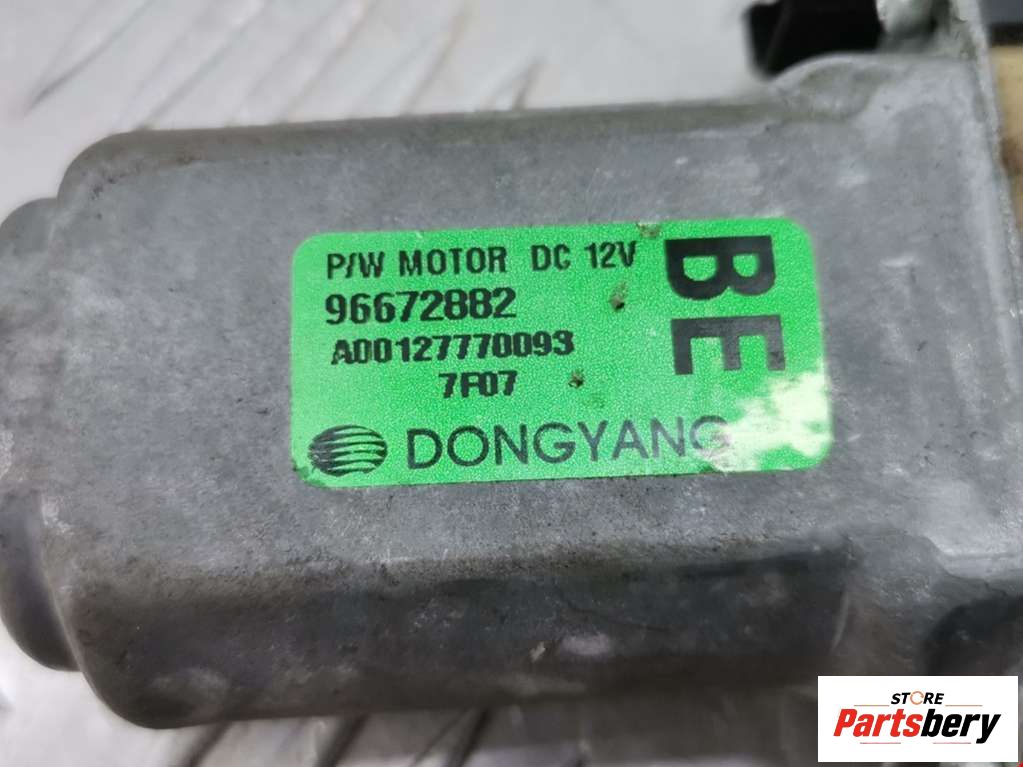 P/W MOTOR DC 12V
96672882
A00127770093
7F07
DONGYANG
BE
STORE
Partsbery